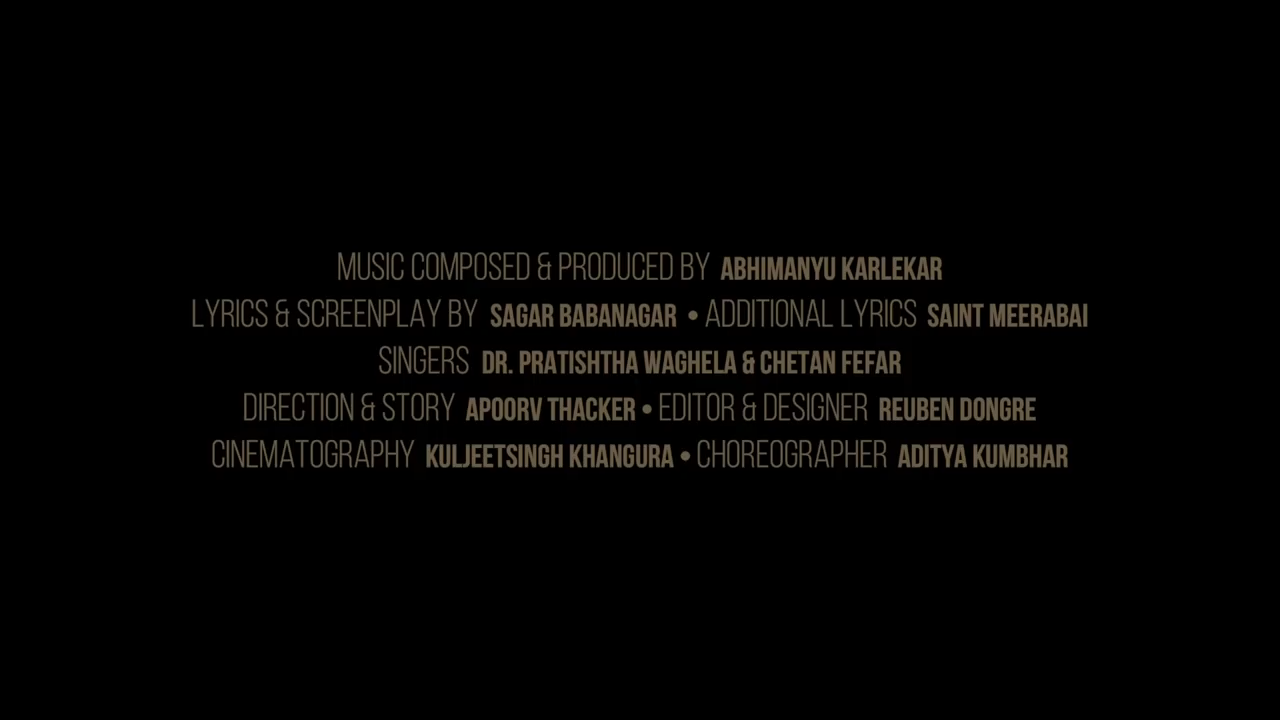 MUSIC COMPOSED & PRODUCED BY ABHIMANYU KARLEKAR
LYRICS & SCREENPLAY BY SAGAR BABANAGAR • ADDITIONAL LYRICS SAINT MEERABAI
SINGERS DR. PRATISHTHA WAGHELA & CHETAN FEFAR
DIRECTION & STORY APOORV THACKER • EDITOR & DESIGNER REUBEN DONGRE
CINEMATOGRAPHY KULJEETSINGH KHANGURA • CHOREOGRAPHER ADITYA KUMBHAR